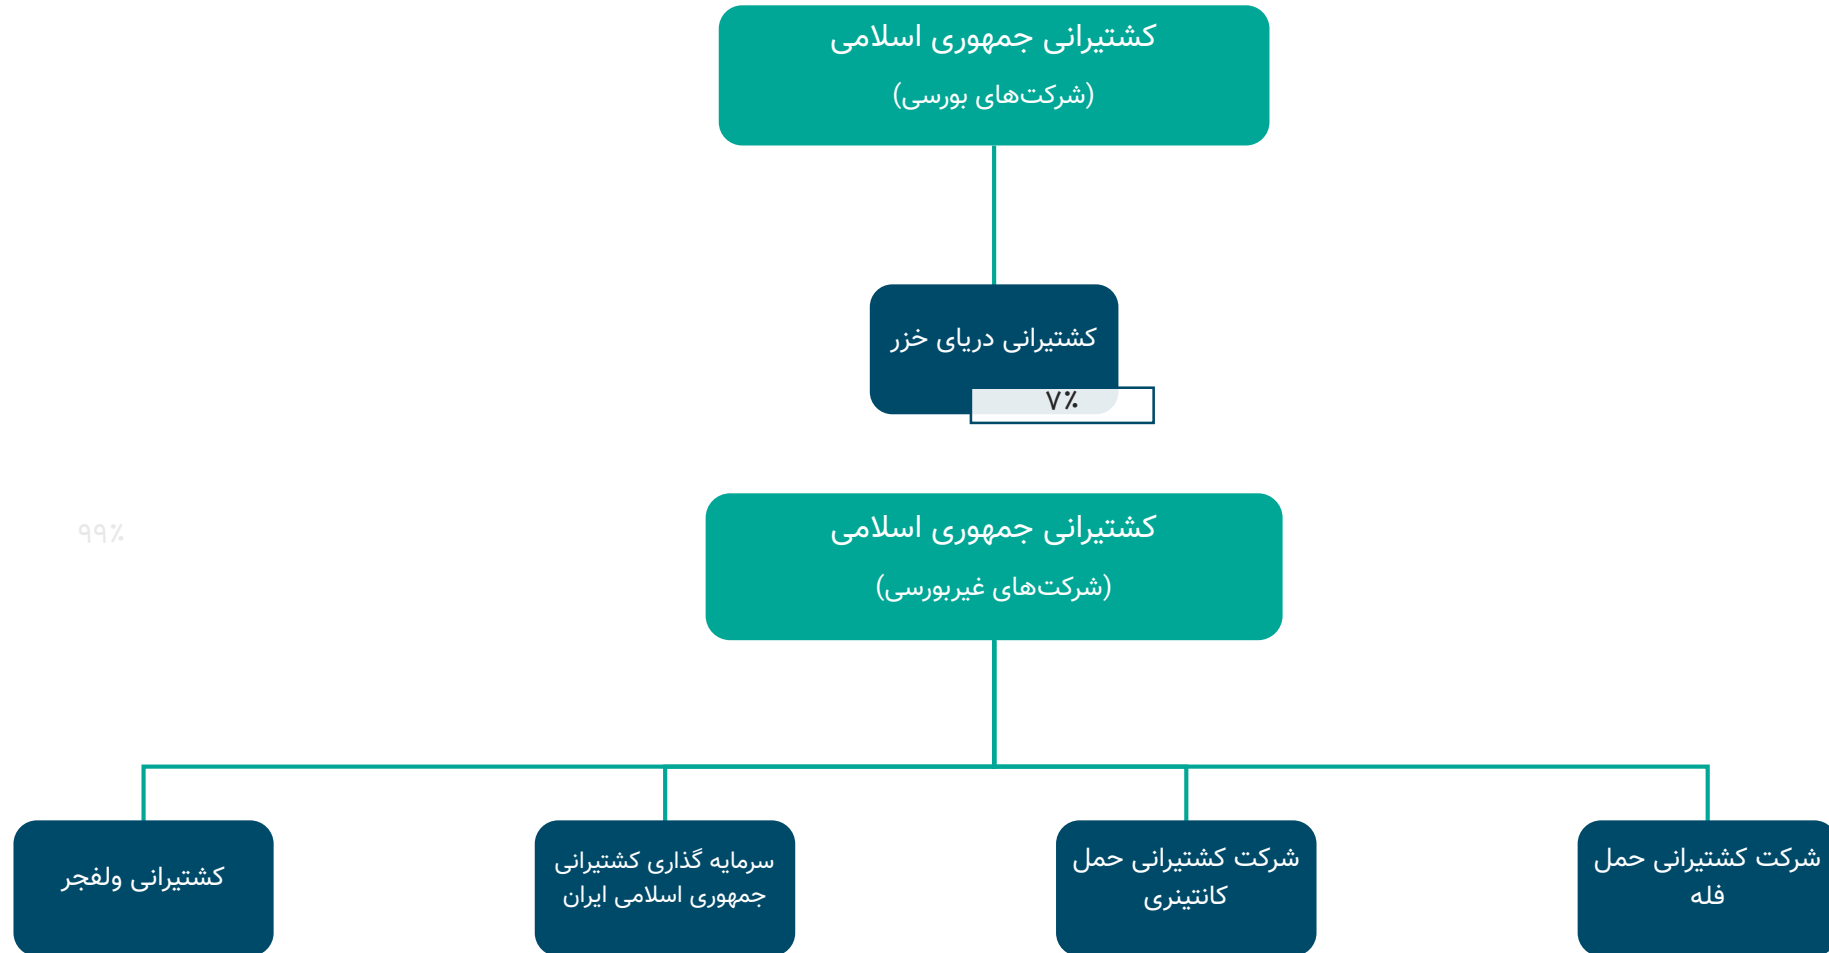 کشتیرانی جمهوری اسلامی
(شرکت‌های بورسی)
کشتیرانی دریای خزر
۷٪
۹۹٪
کشتیرانی جمهوری اسلامی
(شرکت‌های غیربورسی)
شرکت کشتیرانی حمل
فله
شرکت کشتیرانی حمل
کانتینری
سرمایه گذاری کشتیرانی
جمهوری اسلامی ایران
کشتیرانی ولفجر